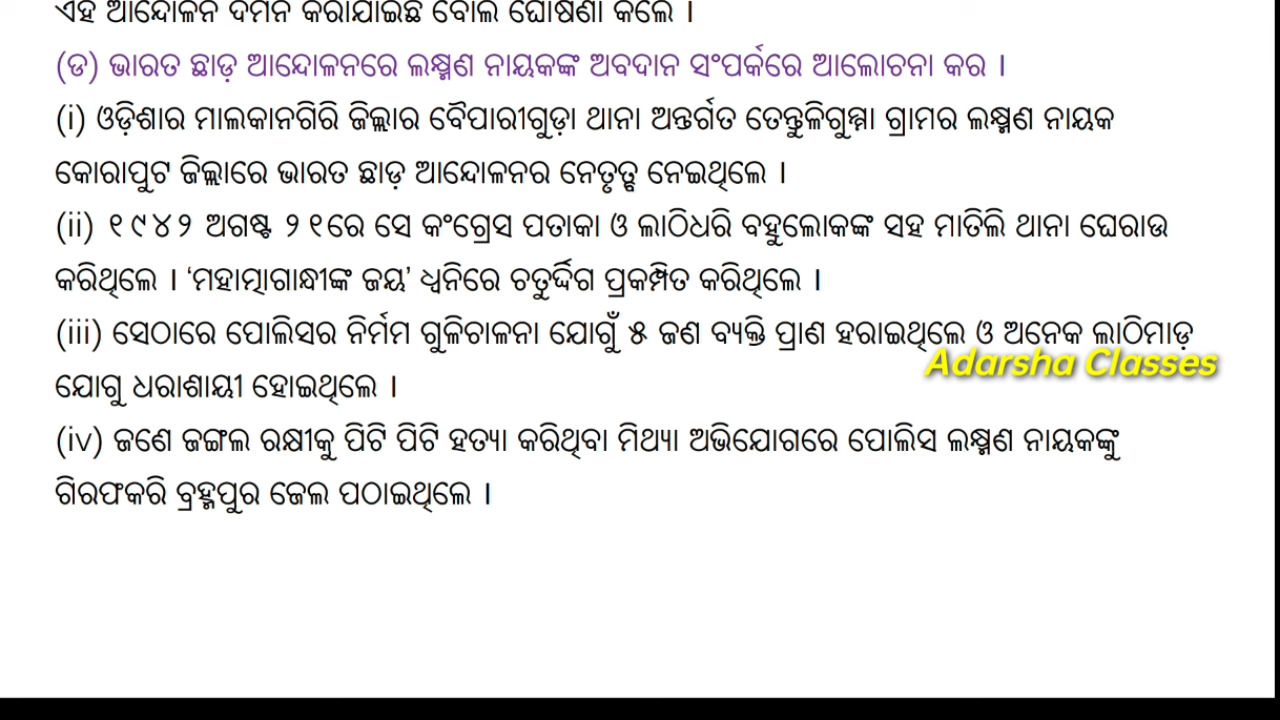 ଏହି ଆନ୍ଦୋଳନ ଦମନ କରାଯାଇଛି ବୋଲି ଘୋଷଣା କଲେ ।
(ଡ) ଭାରତ ଛାଡ଼ ଆନ୍ଦୋଳନରେ ଲକ୍ଷ୍ମଣ ନାୟକଙ୍କ ଅବଦାନ ସଂପର୍କରେ ଆଲୋଚନା କର ।
(i) ଓଡ଼ିଶାର ମାଲକାନଗିରି ଜିଲ୍ଲାର ବୈପାରୀଗୁଡ଼ା ଥାନା ଅନ୍ତର୍ଗତ ତେନ୍ତୁଳିଗୁମ୍ମା ଗ୍ରାମର ଲକ୍ଷ୍ମଣ ନାୟକ
କୋରାପୁଟ ଜିଲ୍ଲାରେ ଭାରତ ଛାଡ଼ ଆନ୍ଦୋଳନର ନେତୃତ୍ୱ ନେଇଥିଲେ ।
(ii) ୧୯୪୨ ଅଗଷ୍ଟ ୨୧ରେ ସେ କଂଗ୍ରେସ ପତାକା ଓ ଲାଠିଧରି ବହୁଲୋକଙ୍କ ସହ ମାତିଲି ଥାନା ଘେରାଉ
କରିଥିଲେ । ‘ମହାତ୍ମାଗାନ୍ଧୀଙ୍କ ଜୟ’ ଧ୍ୱନିରେ ଚତୁର୍ଦ୍ଦିଗ ପ୍ରକମ୍ପିତ କରିଥିଲେ ।
(iii) ସେଠାରେ ପୋଲିସର ନିର୍ମମ ଗୁଳିଚାଳନା ଯୋଗୁଁ ୫ ଜଣ ବ୍ୟକ୍ତି ପ୍ରାଣ ହରାଇଥିଲେ ଓ ଅନେକ ଲାଠିମାଡ଼
Adarsha Classes
ଯୋଗୁ ଧରାଶାୟୀ ହୋଇଥିଲେ ।
(iv) ଜଣେ ଜଙ୍ଗଲ ରକ୍ଷୀକୁ ପିଟି ପିଟି ହତ୍ୟା କରିଥିବା ମିଥ୍ୟା ଅଭିଯୋଗରେ ପୋଲିସ ଲକ୍ଷ୍ମଣ ନାୟକଙ୍କୁ
ଗିରଫକରି ବ୍ରହ୍ମପୁର ଜେଲ ପଠାଇଥିଲେ ।